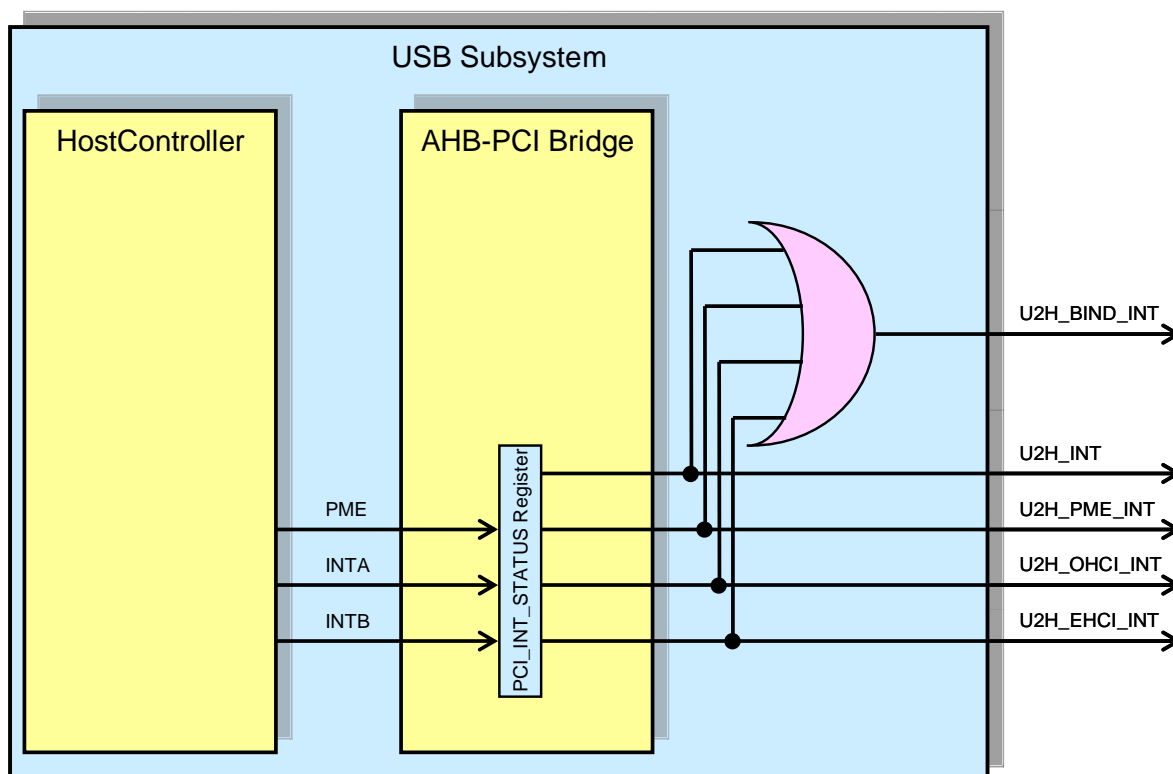 USB Subsystem
HostController
AHB-PCI Bridge
U2H_BIND_INT
U2H_INT
PME
U2H_PME_INT
INTA
U2H_OHCI_INT
INTB
U2H_EHCI_INT
PCI_INT_STATUS Register